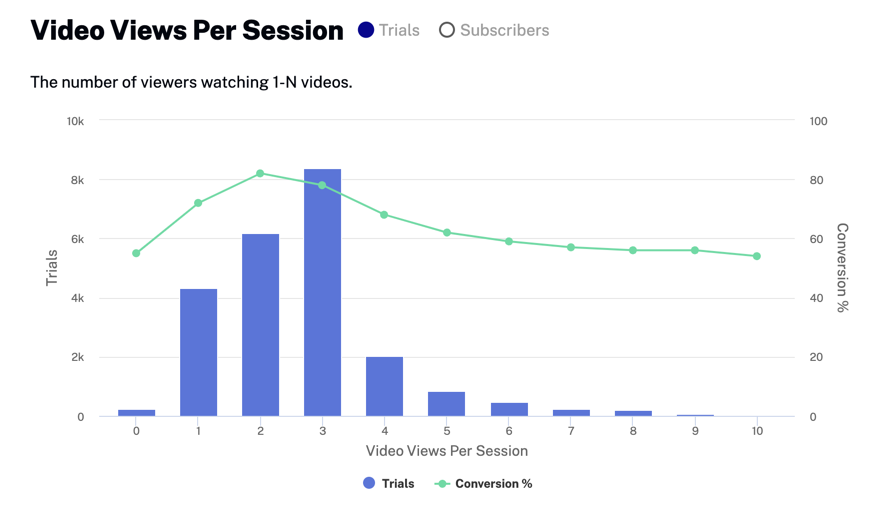 Video Views Per Session Trials Subscribers
The number of viewers watching 1-N videos.
10k 100
8k 80
6k 60
4k 40
2k 20
0 0
Trials
Conversion %
0 1 2 3 4 5 6 7 8 9 10
Video Views Per Session
Trials Conversion %